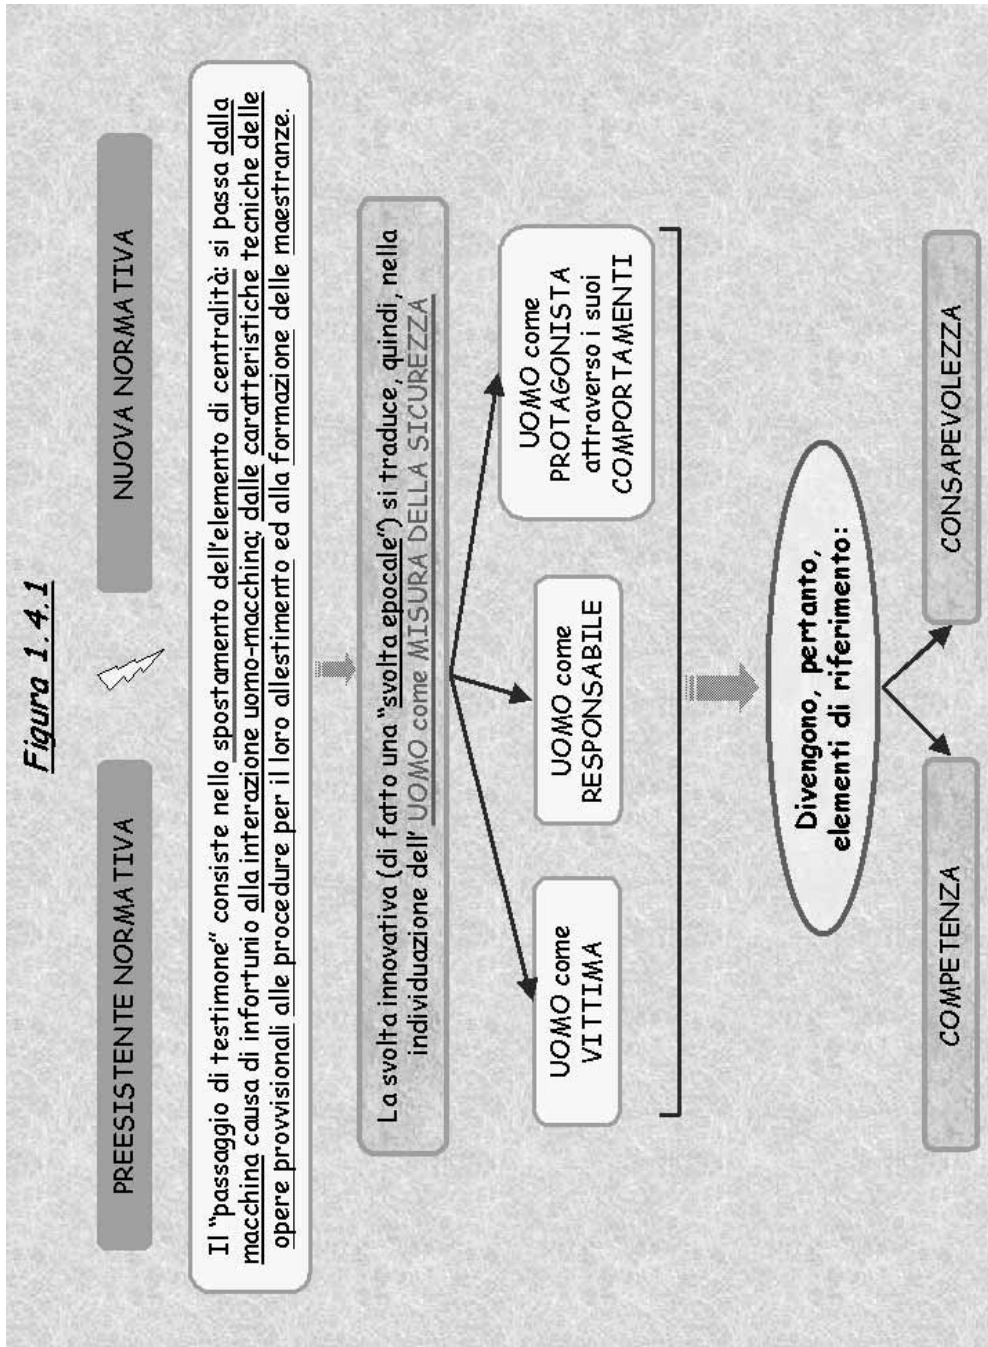 Figura 1.4.1
PREESISTENTE NORMATIVA
NUOVA NORMATIVA
Il “passaggio di testimone” consiste nello spostamento dell'elemento di centralità: si passa dalla
macchina causa di infortunio alla interazione uomo-macchina; dalle caratteristiche tecniche delle
opere provvisionali alle procedure per il loro allestimento ed alla formazione delle maestranze.
La svolta innovativa (di fatto una “svolta epocale”) si traduce, quindi, nella
individuazione dell' UOMO come MISURA DELLA SICUREZZA
UOMO come
VITTIMA
UOMO come
RESPONSABILE
UOMO come
PROTAGONISTA
attraverso i suoi
COMPORTAMENTI
Divengono, pertanto,
elementi di riferimento:
COMPETENZA
CONSAPEVOLEZZA